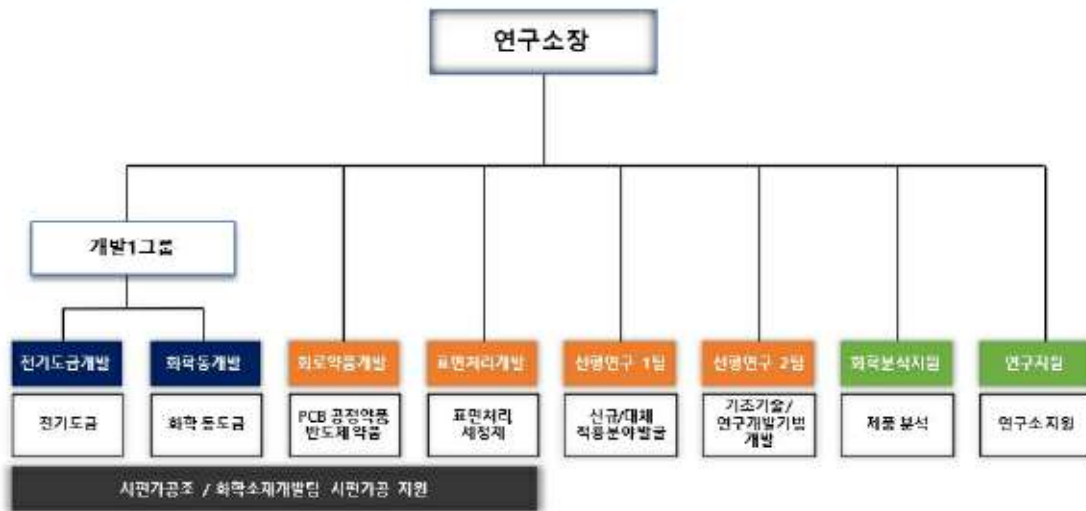 연구소장
개발1그룹
전기도금개발
화학동개발
회로약품개발
표면처리개발
선행연구 1팀
선행연구 2팀
화학분석지원
연구지원
전기도금
화학 동도금
PCB 공정약품
반도체 약품
표면처리,
세정제
신규/대체
적용분야발굴
기초기술/
연구개발기법
개발
제품 분석
연구소 지원
시편가공조 / 화학소재개발팀 시편가공 지원